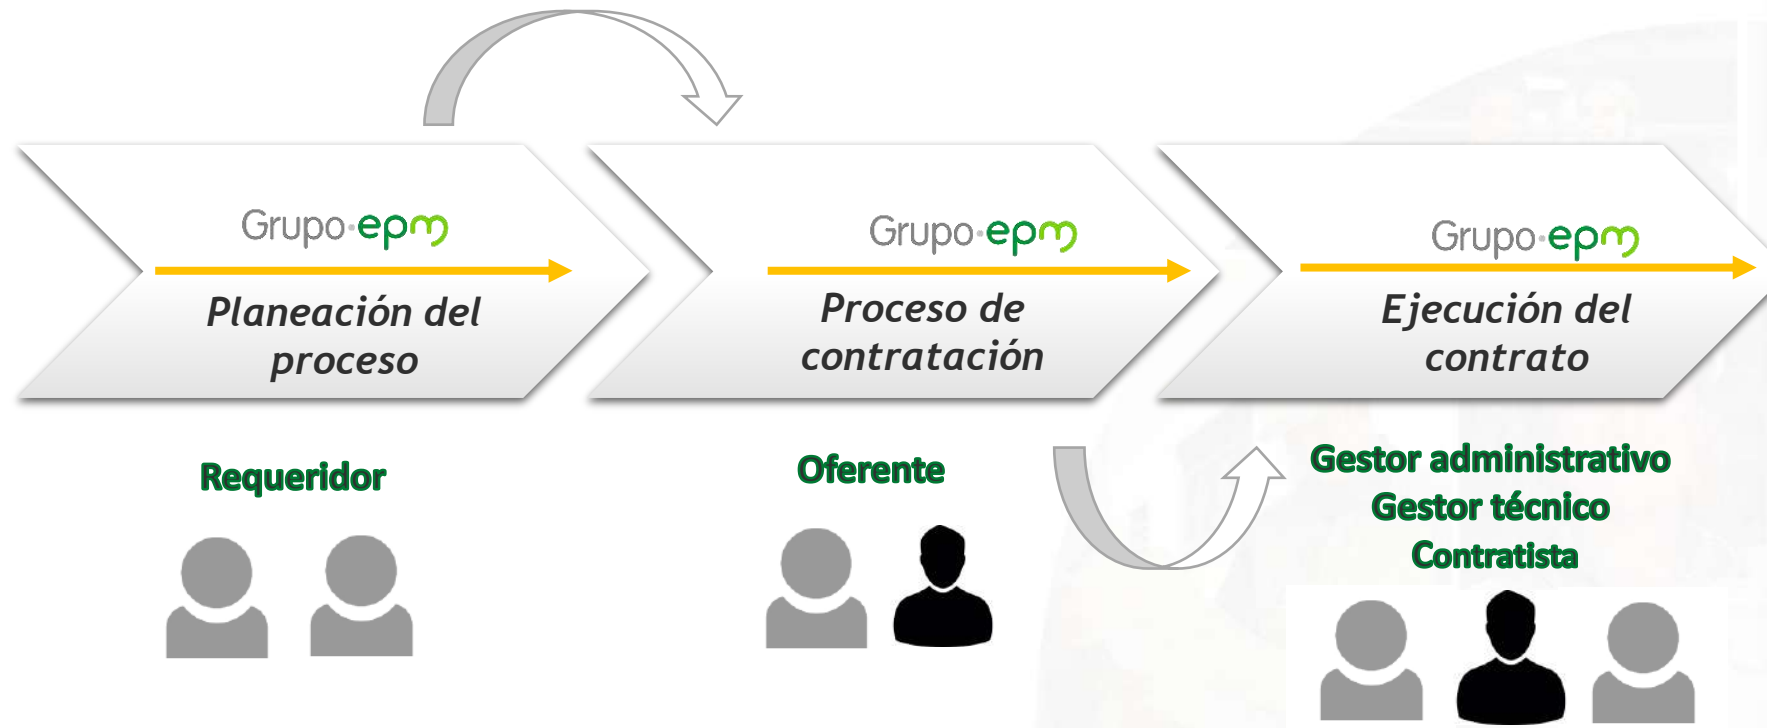 Grupo·epm
Planeación del
proceso
Requeridor
Grupo·epm
Proceso de
contratación
Oferente
Grupo·epm
Ejecución del
contrato
Gestor administrativo
Gestor técnico
Contratista